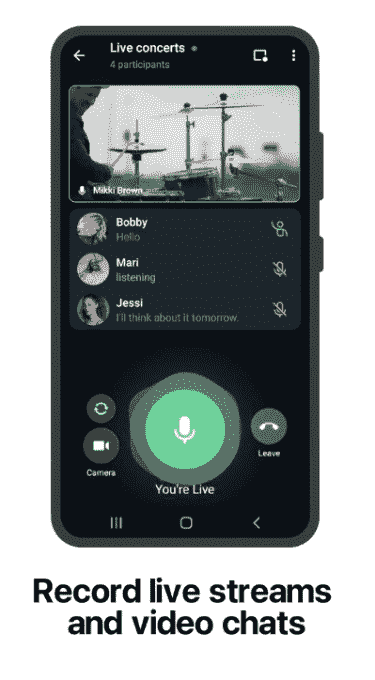 Live concerts
4 participants
Mikki Brown
Bobby
Hello
Mari
listening
Jessi
I'll think about it tomorrow.
Camera
Leave
You're Live
Record live streams
and video chats